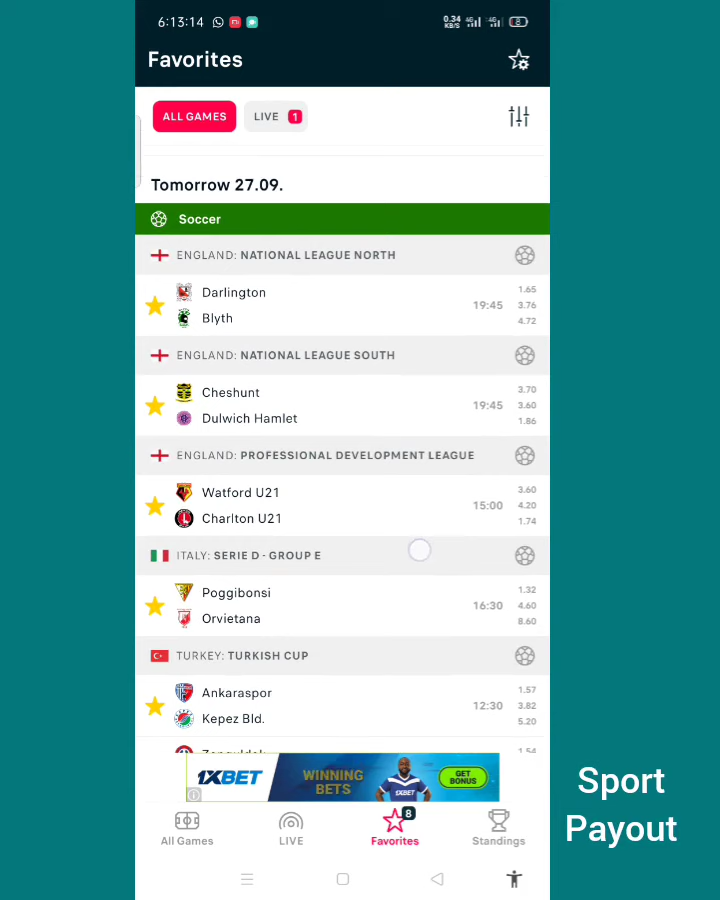 6:13:14
0.34 KB/S 4G 4G 8
Favorites
ALL GAMES LIVE 1
Tomorrow 27.09.
Soccer
ENGLAND: NATIONAL LEAGUE NORTH
Darlington
Blyth
19:45
1.65
3.76
4.72
ENGLAND: NATIONAL LEAGUE SOUTH
Cheshunt
Dulwich Hamlet
19:45
3.70
3.60
1.86
ENGLAND: PROFESSIONAL DEVELOPMENT LEAGUE
Watford U21
Charlton U21
15:00
3.60
4.20
1.74
ITALY: SERIE D - GROUP E
Poggibonsi
Orvietana
16:30
1.32
4.60
8.60
TURKEY: TURKISH CUP
Ankaraspor
Kepez Bld.
12:30
1.57
3.82
5.20
1.54
1XBET
WINNING
BETS
1XBET
GET
BONUS
Sport
Payout
8
All Games LIVE Favorites Standings